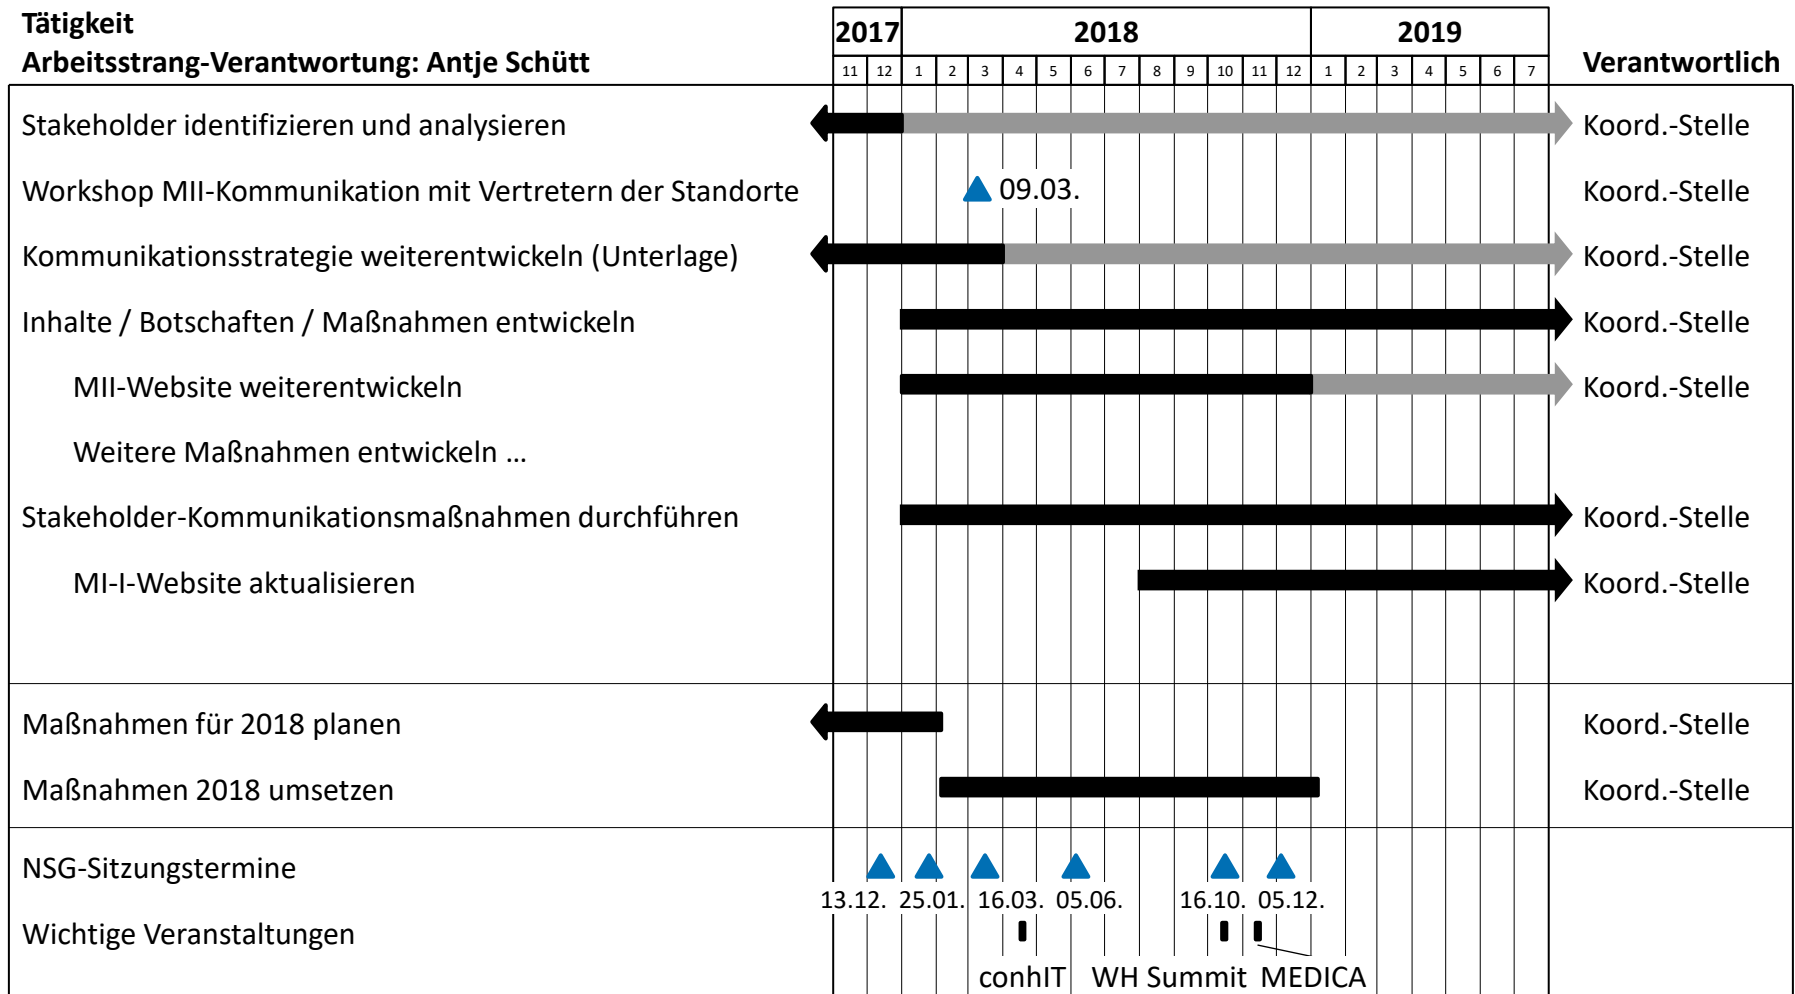 Tätigkeit
Arbeitsstrang-Verantwortung: Antje Schütt
2017 2018 2019
11 12 1 2 3 4 5 6 7 8 9 10 11 12 1 2 3 4 5 6 7
Verantwortlich
Stakeholder identifizieren und analysieren Koord.-Stelle
Workshop MII-Kommunikation mit Vertretern der Standorte 09.03. Koord.-Stelle
Kommunikationsstrategie weiterentwickeln (Unterlage) Koord.-Stelle
Inhalte / Botschaften / Maßnahmen entwickeln Koord.-Stelle
MII-Website weiterentwickeln Koord.-Stelle
Weitere Maßnahmen entwickeln ...
Stakeholder-Kommunikationsmaßnahmen durchführen Koord.-Stelle
MI-I-Website aktualisieren Koord.-Stelle
Maßnahmen für 2018 planen Koord.-Stelle
Maßnahmen 2018 umsetzen Koord.-Stelle
NSG-Sitzungstermine
13.12. 25.01. 16.03. 05.06. 16.10. 05.12.
Wichtige Veranstaltungen
conhIT WH Summit MEDICA